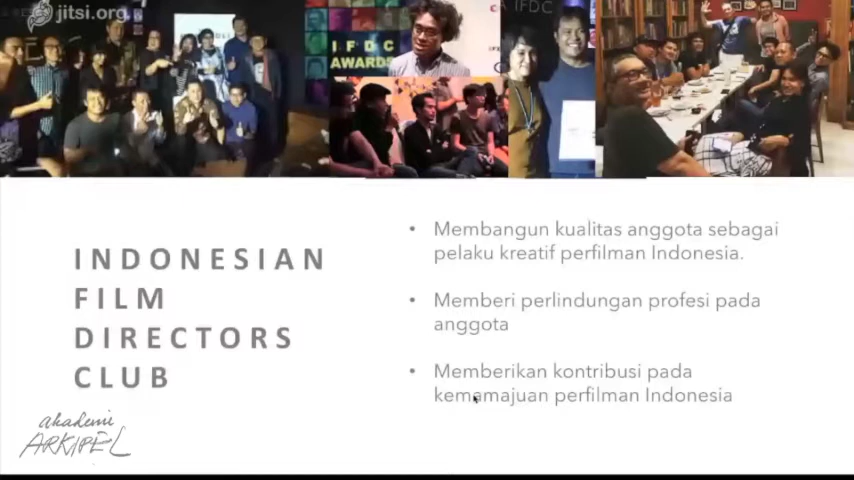 jitsi.org
IFDC
AWARDS
IFDC
INDONESIAN
FILM
DIRECTORS
CLUB
• Membangun kualitas anggota sebagai
pelaku kreatif perfilman Indonesia.
• Memberi perlindungan profesi pada
anggota
• Memberikan kontribusi pada
kemamajuan perfilman Indonesia
akademi
ARKIPEL